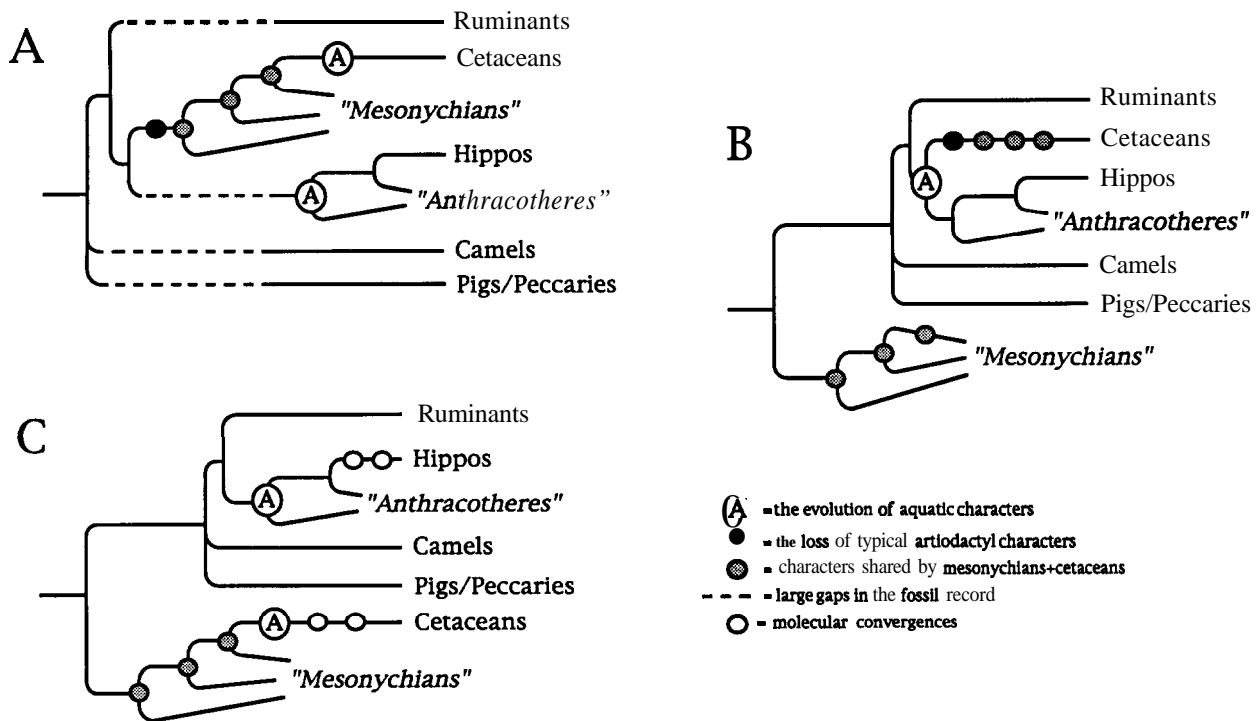 A
Ruminants
A
Cetaceans
"Mesonychians"
Hippos
A
"Anthracotheres”
Camels
Pigs/Peccaries
B
Ruminants
Cetaceans
A
Hippos
"Anthracotheres"
Camels
Pigs/Peccaries
"Mesonychians"
C
Ruminants
Hippos
A
"Anthracotheres"
Camels
Pigs/Peccaries
A
Cetaceans
"Mesonychians"
A = the evolution of aquatic characters
= the loss of typical artiodactyl characters
= characters shared by mesonychians+cetaceans
= large gaps in the fossil record
= molecular convergences